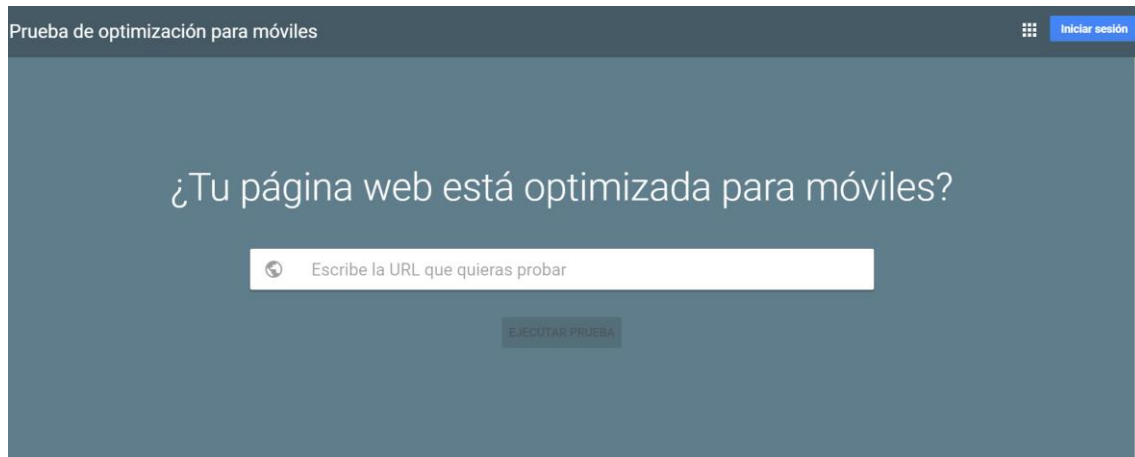 Prueba de optimización para móviles
Iniciar sesión
¿Tu página web está optimizada para móviles?
Escribe la URL que quieras probar
EJECUTAR PRUEBA